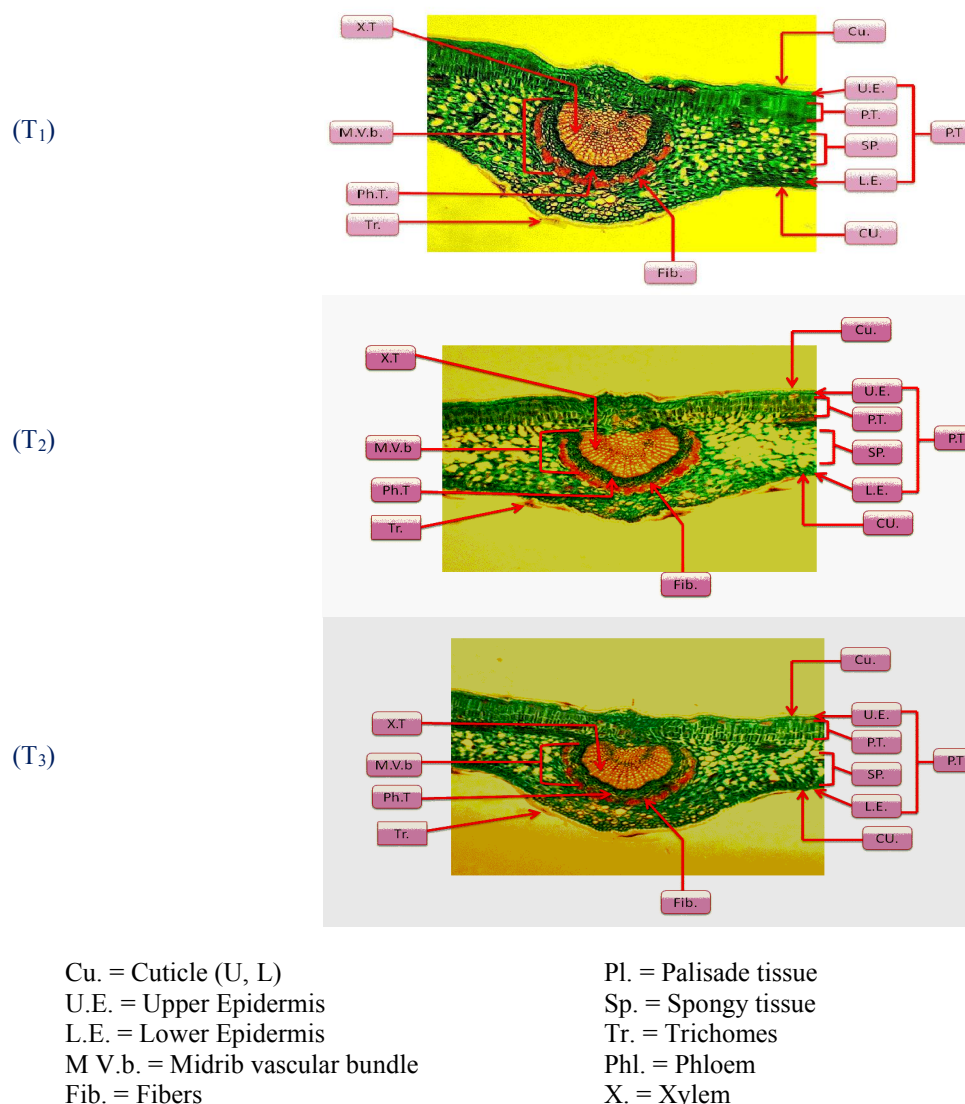 (T1)
X.T
M.V.b.
Ph.T.
Tr.
Fib.
Cu.
U.E.
P.T.
SP.
L.E.
CU.
P.T
(T2)
X.T
M.V.b
Ph.T
Tr.
Fib.
Cu.
U.E.
P.T.
SP.
L.E.
CU.
P.T
(T3)
X.T
M.V.b
Ph.T
Tr.
Fib.
Cu.
U.E.
P.T.
SP.
L.E.
CU.
P.T
Cu. = Cuticle (U, L)
U.E. = Upper Epidermis
L.E. = Lower Epidermis
M V.b. = Midrib vascular bundle
Fib. = Fibers
Pl. = Palisade tissue
Sp. = Spongy tissue
Tr. = Trichomes
Phl. = Phloem
X. = Xylem